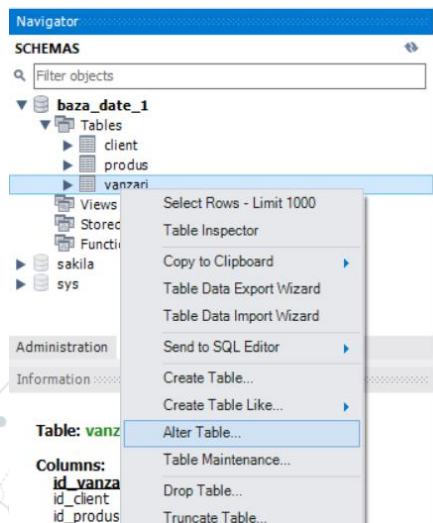 Navigator
SCHEMAS
Filter objects
baza_date_1
Tables
client
produs
vanzari
Views
Stored
Functi
sakila
sys
Select Rows - Limit 1000
Table Inspector
Copy to Clipboard
Table Data Export Wizard
Table Data Import Wizard
Send to SQL Editor
Create Table...
Create Table Like...
Alter Table...
Table Maintenance...
Drop Table...
Truncate Table...
Administration
Information
Table: vanz
Columns:
id_vanza
id_client
id_produs